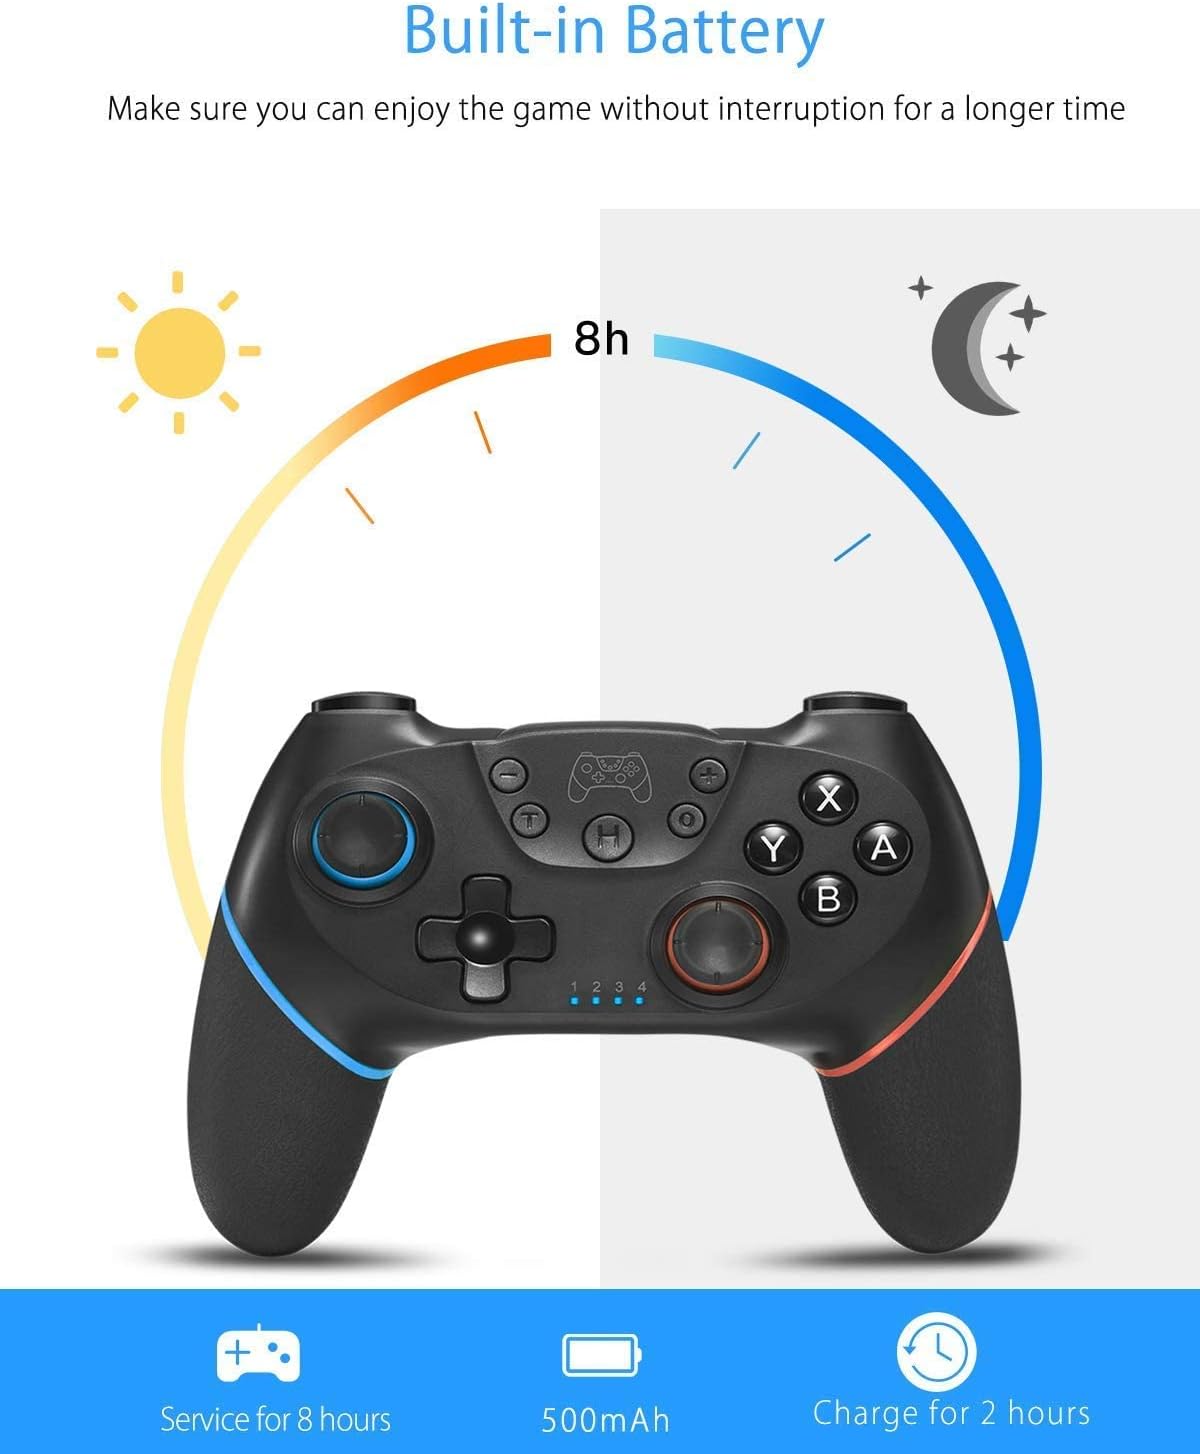 Built-in Battery
Make sure you can enjoy the game without interruption for a longer time
8h
X
Y
A
B
T
H
O
1 2 3 4
Service for 8 hours
500mAh
Charge for 2 hours